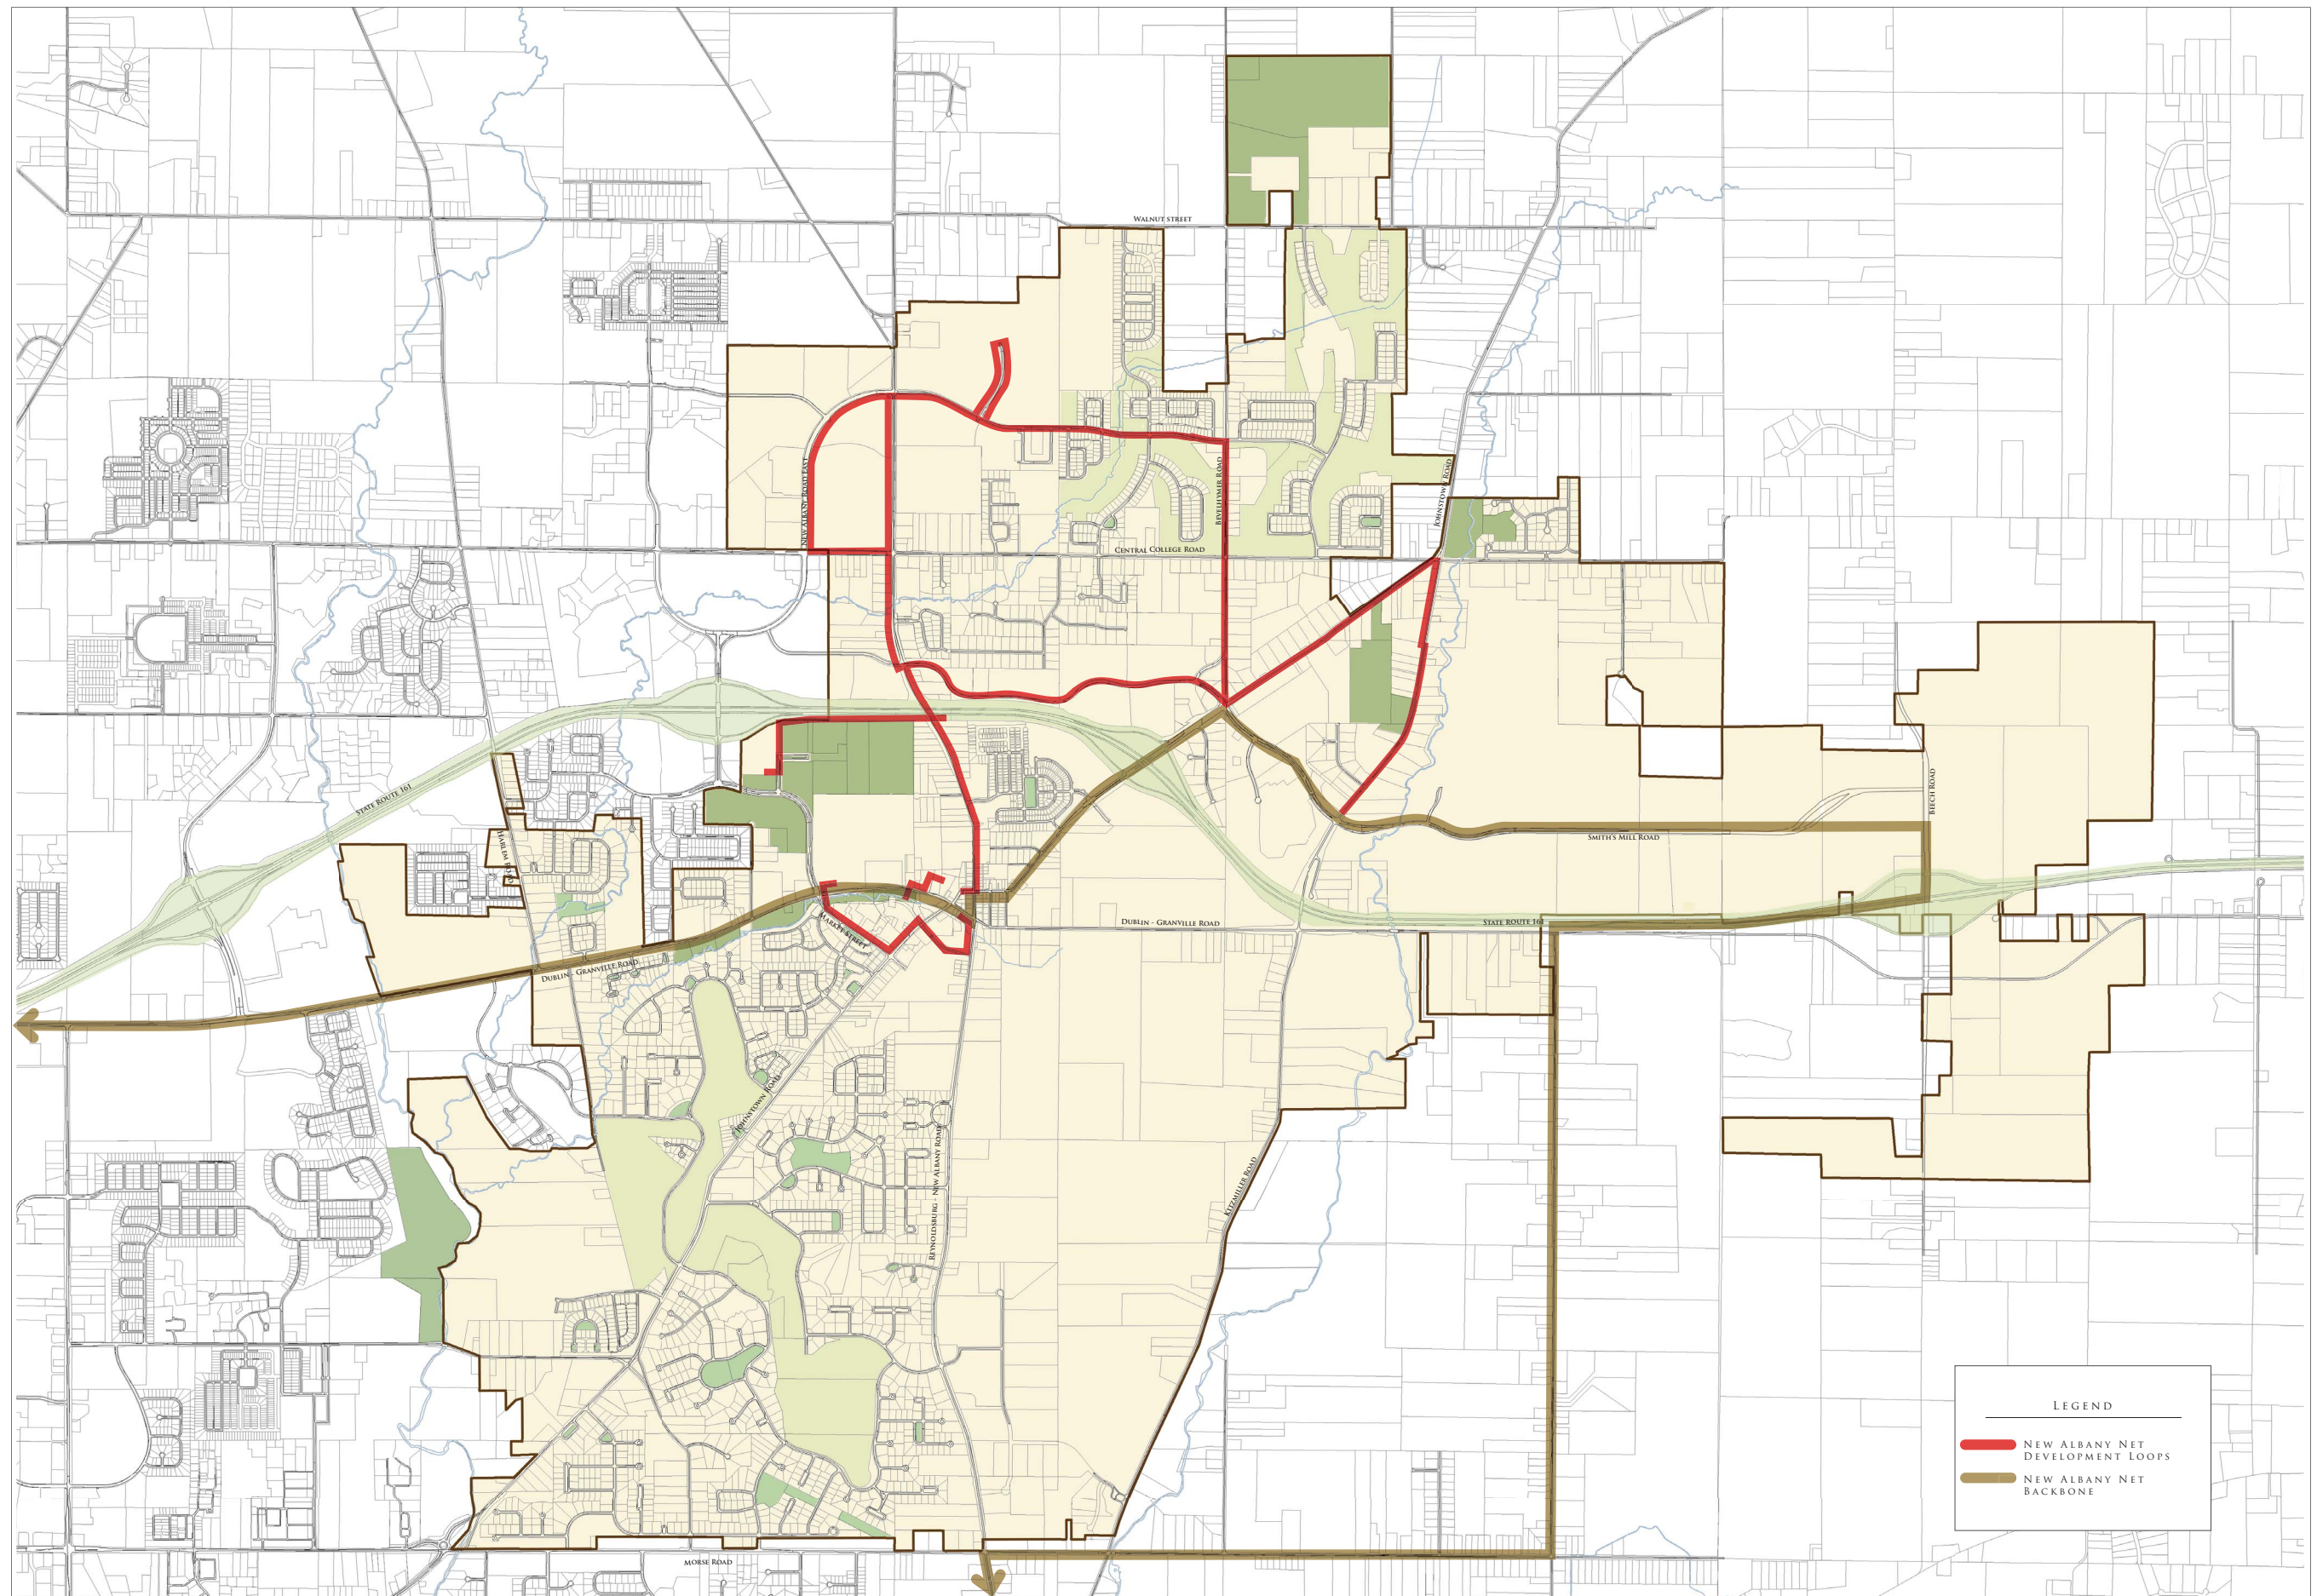 WALNUT STREET
NEW ALBANY ROAD EAST
BEVELHYMER ROAD
JOHNSTOWN ROAD
CENTRAL COLLEGE ROAD
STATE ROUTE 161
HARLEM ROAD
BEECH ROAD
SMITH'S MILL ROAD
MARKET STREET
DUBLIN - GRANVILLE ROAD
STATE ROUTE 161
DUBLIN - GRANVILLE ROAD
JOHNSTOWN ROAD
REYNOLDSBURG - NEW ALBANY ROAD
KITZMILLER ROAD
MORSE ROAD
LEGEND
NEW ALBANY NET
DEVELOPMENT LOOPS
NEW ALBANY NET
BACKBONE